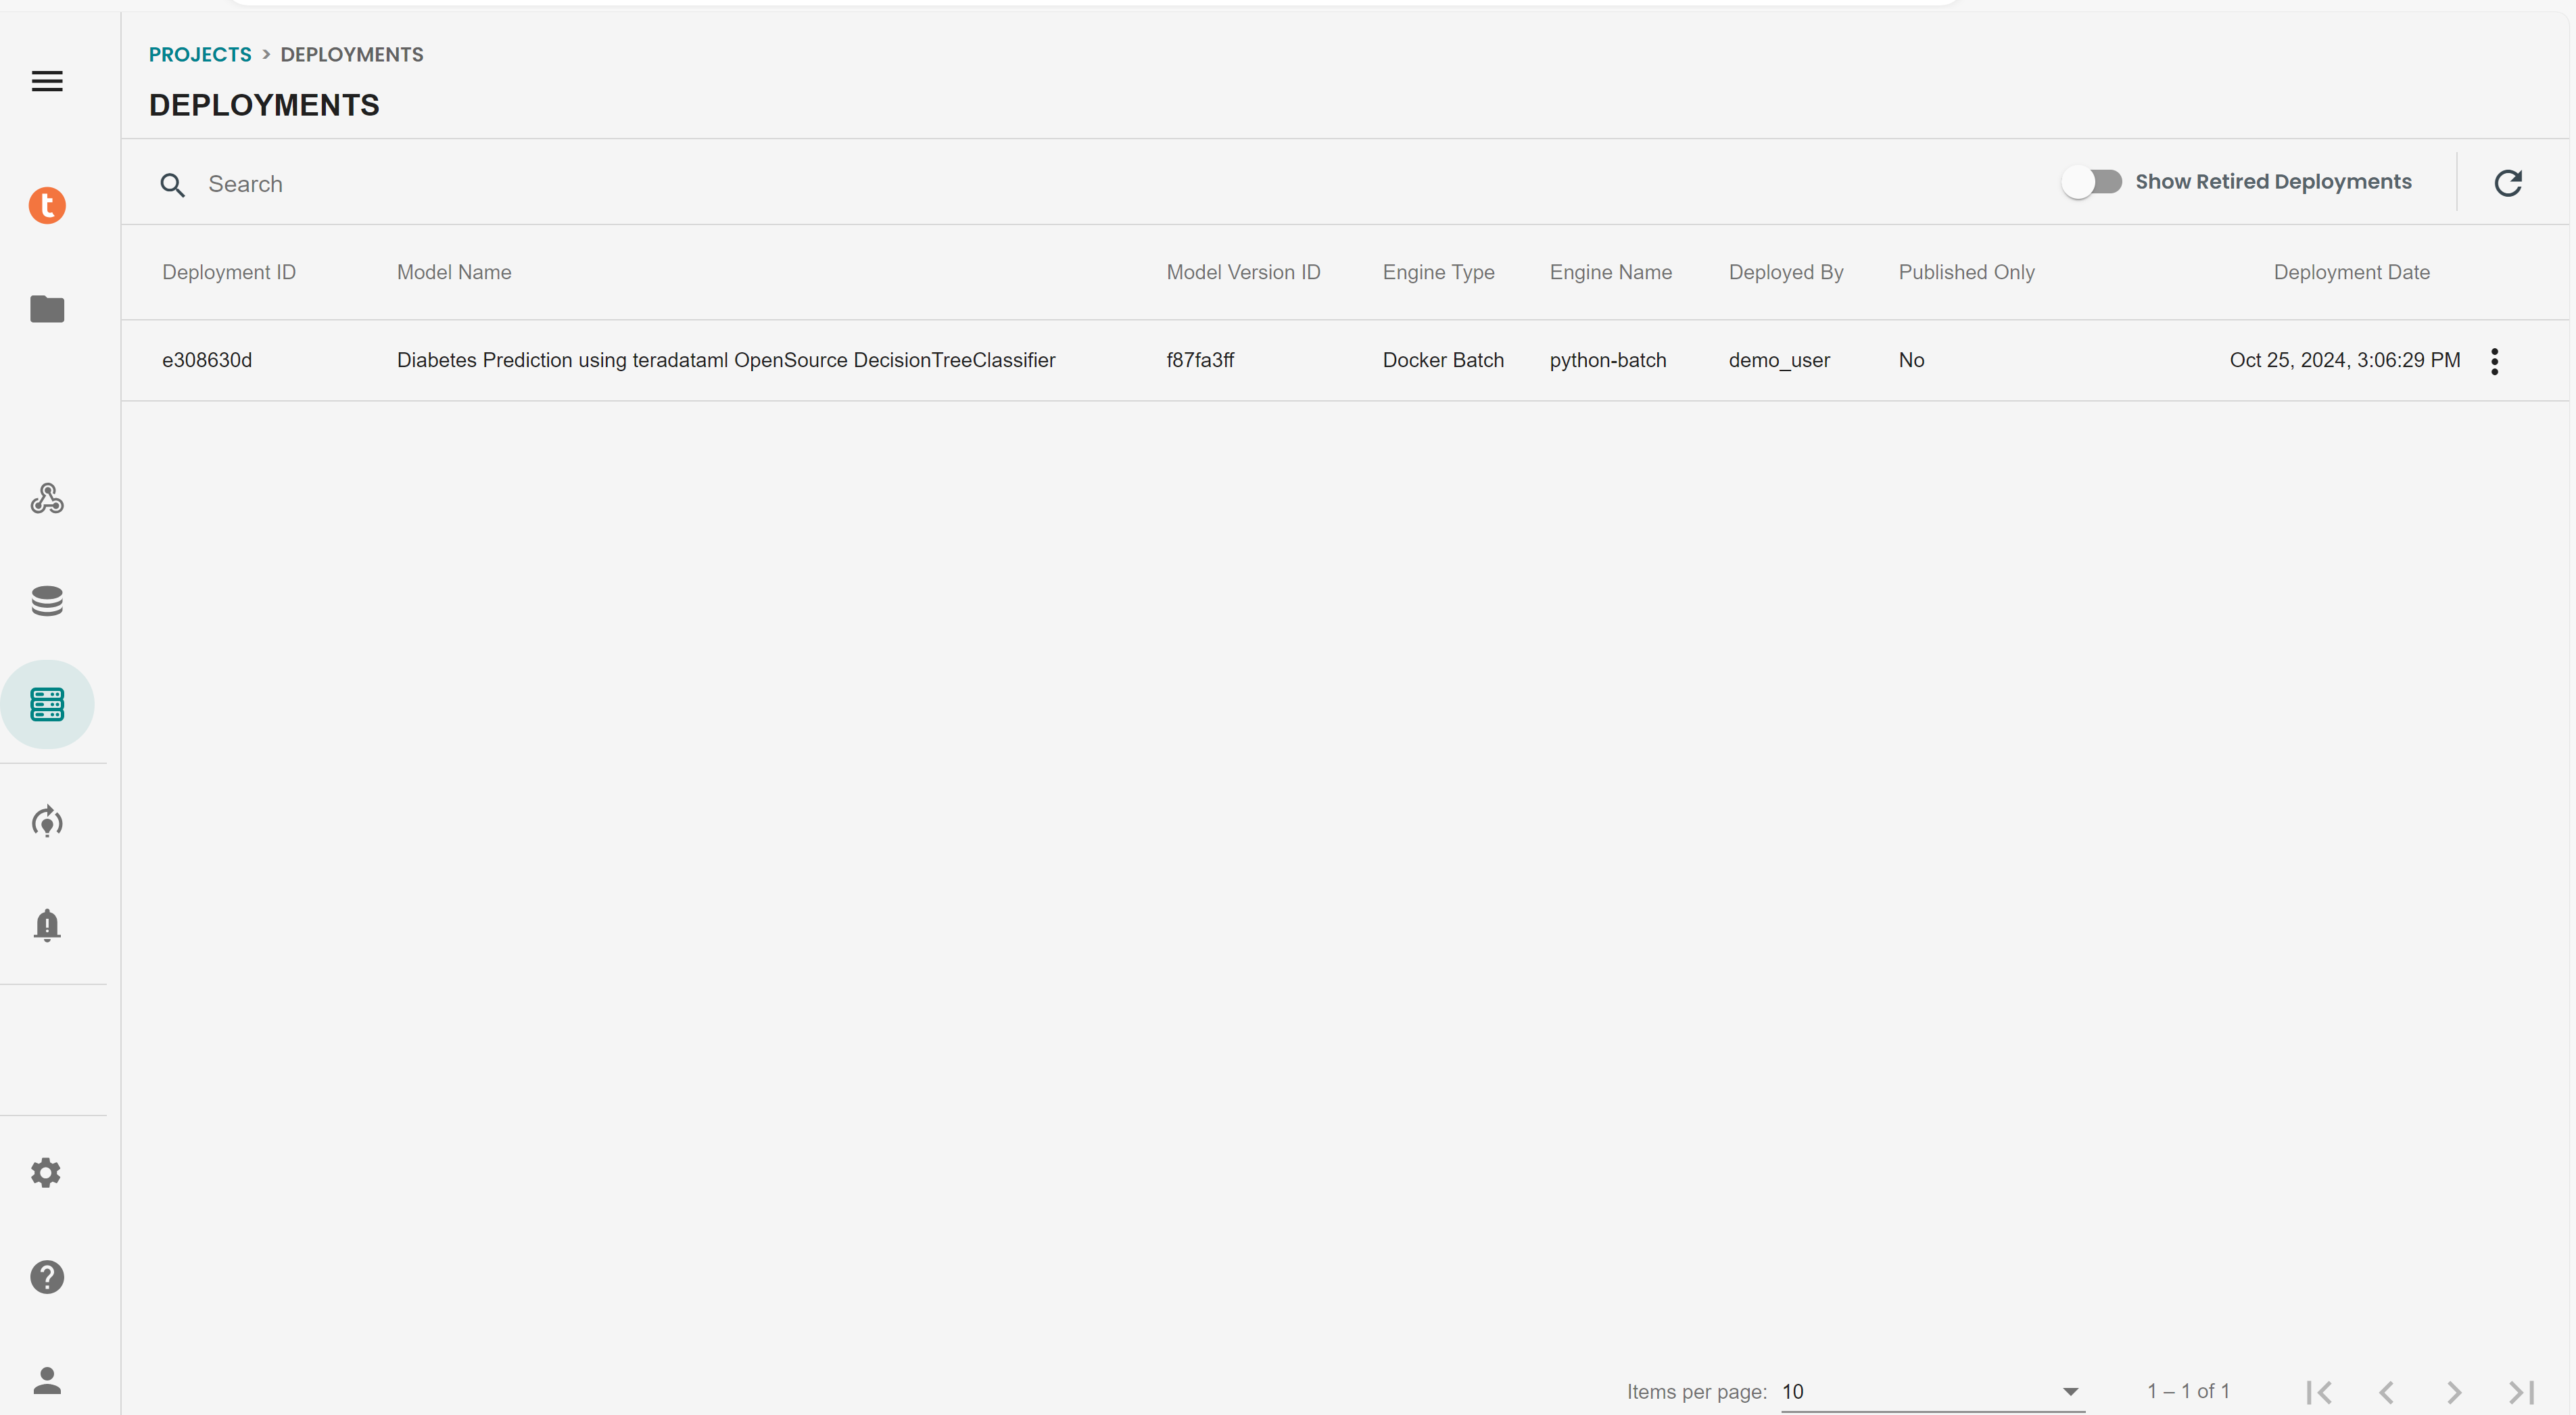 PROJECTS > DEPLOYMENTS
DEPLOYMENTS
t
Search
Show Retired Deployments
Deployment ID Model Name Model Version ID Engine Type Engine Name Deployed By Published Only Deployment Date
e308630d Diabetes Prediction using teradataml OpenSource DecisionTreeClassifier f87fa3ff Docker Batch python-batch demo_user No Oct 25, 2024, 3:06:29 PM
Items per page: 10 1 – 1 of 1